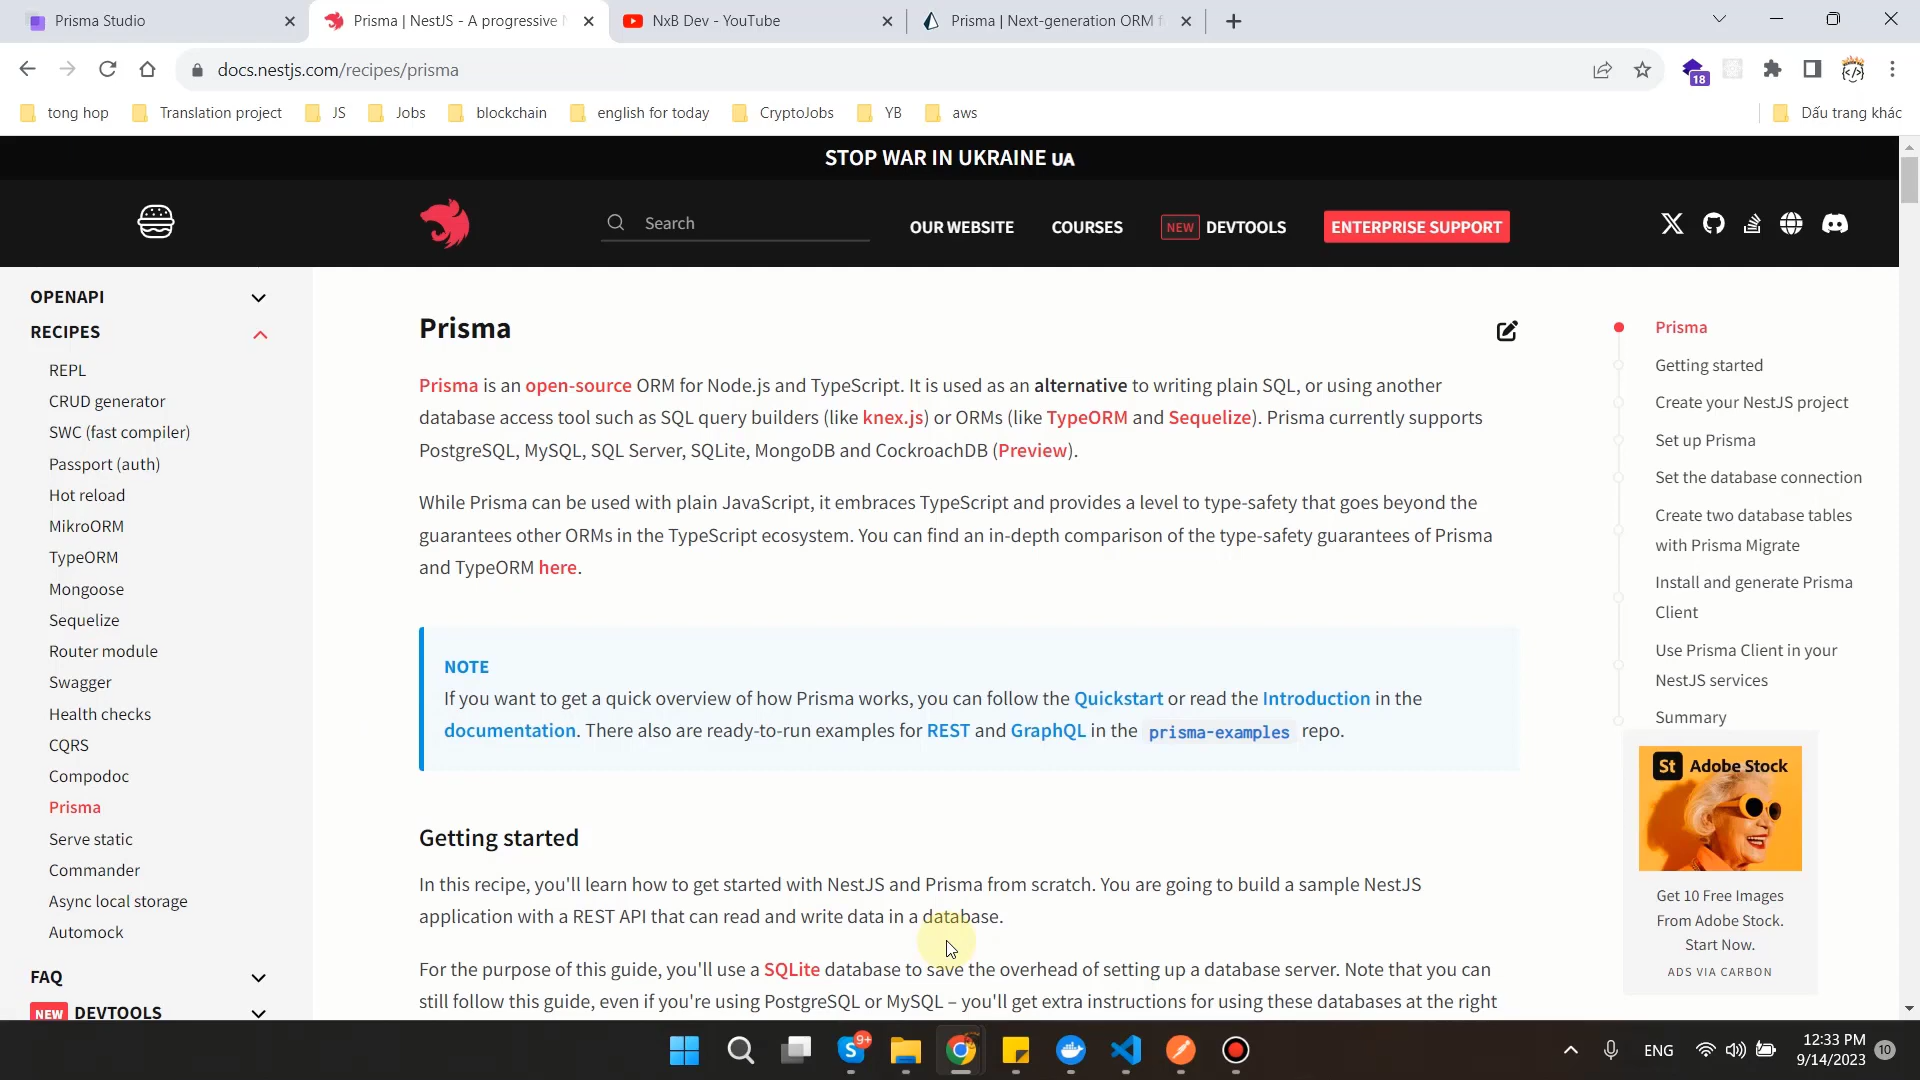 Prisma Studio
Prisma | NestJS - A progressive
NxB Dev - YouTube
Prisma | Next-generation ORM f
docs.nestjs.com/recipes/prisma
18
tong hop
Translation project
JS
Jobs
blockchain
english for today
CryptoJobs
YB
aws
Dấu trang khác
STOP WAR IN UKRAINE UA
Search
OUR WEBSITE
COURSES
NEW DEVTOOLS
ENTERPRISE SUPPORT
OPENAPI
RECIPES
REPL
CRUD generator
SWC (fast compiler)
Passport (auth)
Hot reload
MikroORM
TypeORM
Mongoose
Sequelize
Router module
Swagger
Health checks
CQRS
Compodoc
Prisma
Serve static
Commander
Async local storage
Automock
FAQ
NEW DEVTOOLS
Prisma
Prisma is an open-source ORM for Node.js and TypeScript. It is used as an alternative to writing plain SQL, or using another
database access tool such as SQL query builders (like knex.js) or ORMs (like TypeORM and Sequelize). Prisma currently supports
PostgreSQL, MySQL, SQL Server, SQLite, MongoDB and CockroachDB (Preview).
While Prisma can be used with plain JavaScript, it embraces TypeScript and provides a level to type-safety that goes beyond the
guarantees other ORMs in the TypeScript ecosystem. You can find an in-depth comparison of the type-safety guarantees of Prisma
and TypeORM here.
NOTE
If you want to get a quick overview of how Prisma works, you can follow the Quickstart or read the Introduction in the
documentation. There also are ready-to-run examples for REST and GraphQL in the prisma-examples repo.
Getting started
In this recipe, you'll learn how to get started with NestJS and Prisma from scratch. You are going to build a sample NestJS
application with a REST API that can read and write data in a database.
For the purpose of this guide, you'll use a SQLite database to save the overhead of setting up a database server. Note that you can
still follow this guide, even if you're using PostgreSQL or MySQL – you'll get extra instructions for using these databases at the right
Prisma
Getting started
Create your NestJS project
Set up Prisma
Set the database connection
Create two database tables
with Prisma Migrate
Install and generate Prisma
Client
Use Prisma Client in your
NestJS services
Summary
St Adobe Stock
Get 10 Free Images
From Adobe Stock.
Start Now.
ADS VIA CARBON
9+
ENG
12:33 PM
9/14/2023
10